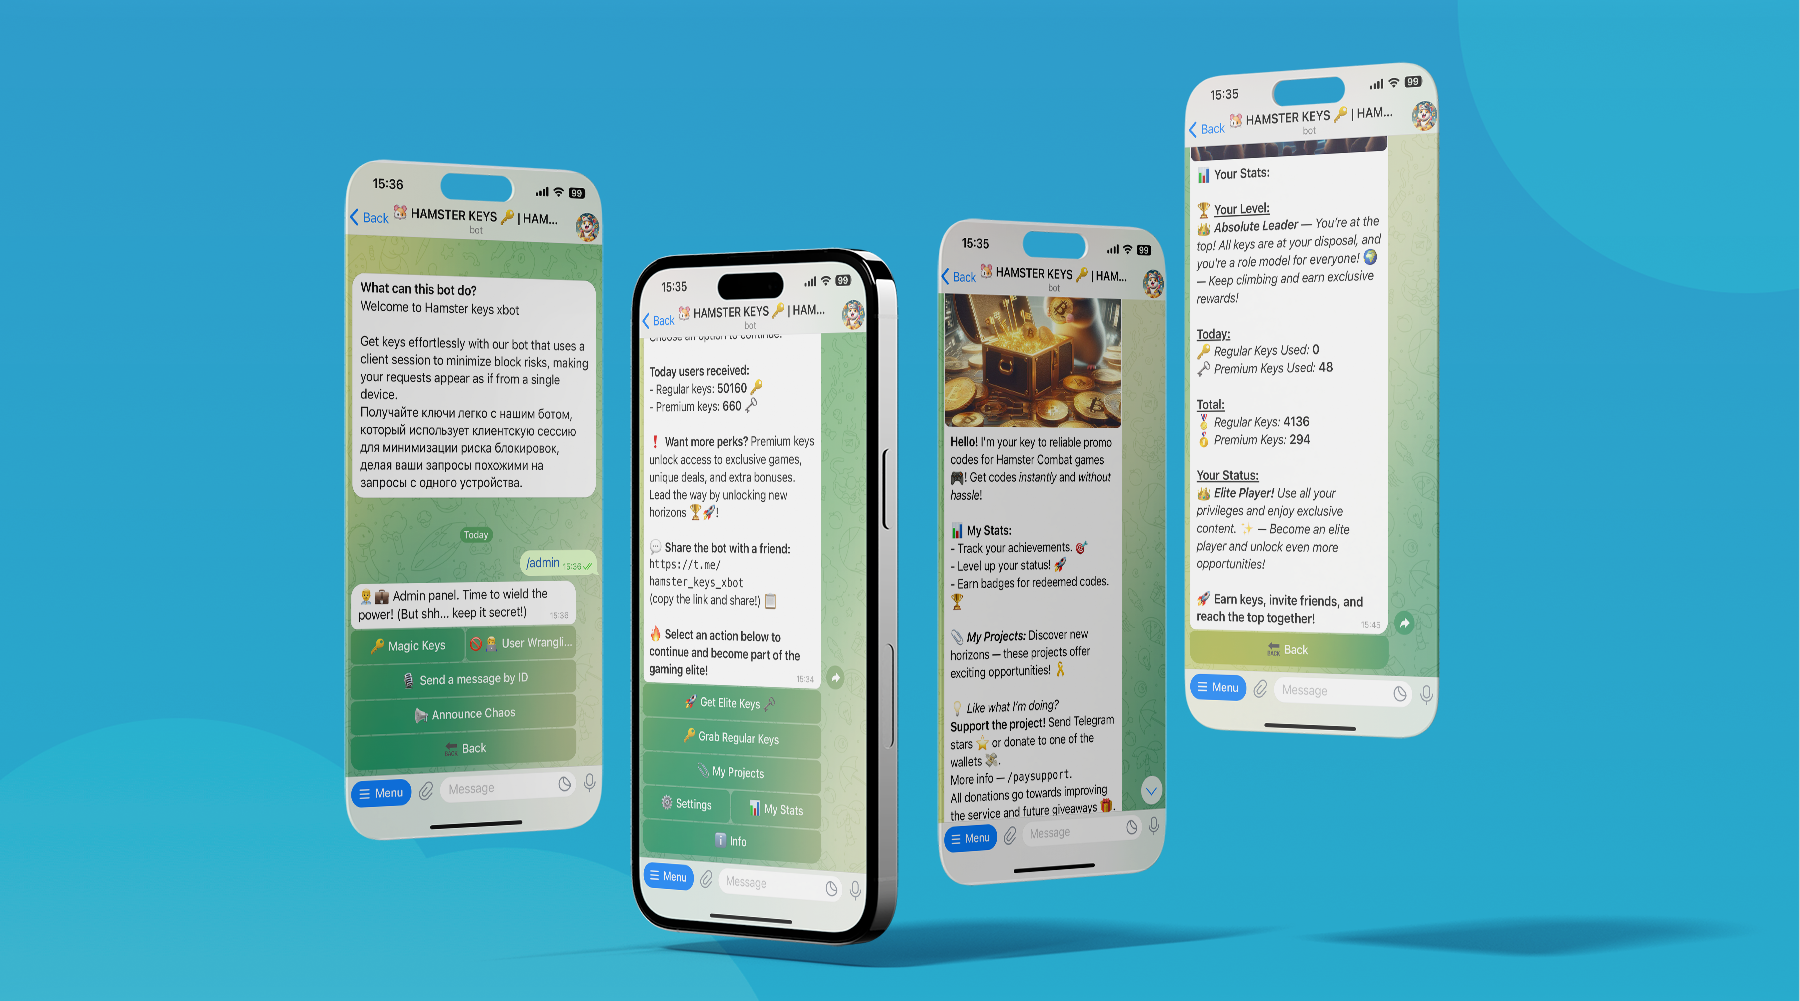 15:36
99
Back
🐹 HAMSTER KEYS 🔑 | HAM...
bot
What can this bot do?
Welcome to Hamster keys xbot
Get keys effortlessly with our bot that uses a
client session to minimize block risks, making
your requests appear as if from a single
device.
Получайте ключи легко с нашим ботом,
который использует клиентскую сессию
для минимизации риска блокировок,
делая ваши запросы похожими на
запросы с одного устройства.
Today
/admin 15:36
👨‍💼💼 Admin panel. Time to wield the
power! (But shh... keep it secret!) 15:36
🔑 Magic Keys
🚫 User Wrangli...
🎙 Send a message by ID
📢 Announce Chaos
🔙 Back
Menu
Message
15:35
99
Back
🐹 HAMSTER KEYS 🔑 | HAM...
bot
Choose an option to continue.
Today users received:
- Regular keys: 50160 🔑
- Premium keys: 660 🗝
❗ Want more perks? Premium keys
unlock access to exclusive games,
unique deals, and extra bonuses.
Lead the way by unlocking new
horizons 🏆🚀!
💬 Share the bot with a friend:
https://t.me/
hamster_keys_xbot
(copy the link and share!) 📋
🔥 Select an action below to
continue and become part of the
gaming elite!
15:34
🚀 Get Elite Keys 🗝
🔑 Grab Regular Keys
📎 My Projects
⚙️ Settings
📊 My Stats
ℹ️ Info
Menu
Message
15:35
99
Back
🐹 HAMSTER KEYS 🔑 | HAM...
bot
Hello! I'm your key to reliable promo
codes for Hamster Combat games
🎮! Get codes instantly and without
hassle!
📊 My Stats:
- Track your achievements. 🎯
- Level up your status! 🚀
- Earn badges for redeemed codes.
🏆
📎 My Projects: Discover new
horizons — these projects offer
exciting opportunities! 🎗
💡 Like what I'm doing?
Support the project! Send Telegram
stars ⭐ or donate to one of the
wallets 💸.
More info — /paysupport.
All donations go towards improving
the service and future giveaways 🎁.
Menu
Message
15:35
99
Back
🐹 HAMSTER KEYS 🔑 | HAM...
bot
📊 Your Stats:
🏆 Your Level:
👑 Absolute Leader — You're at the
top! All keys are at your disposal, and
you're a role model for everyone! 🌍
— Keep climbing and earn exclusive
rewards!
Today:
🔑 Regular Keys Used: 0
🗝 Premium Keys Used: 48
Total:
🎖 Regular Keys: 4136
🏅 Premium Keys: 294
Your Status:
👑 Elite Player! Use all your
privileges and enjoy exclusive
content. ✨ — Become an elite
player and unlock even more
opportunities!
🚀 Earn keys, invite friends, and
reach the top together!
15:45
🔙 Back
Menu
Message